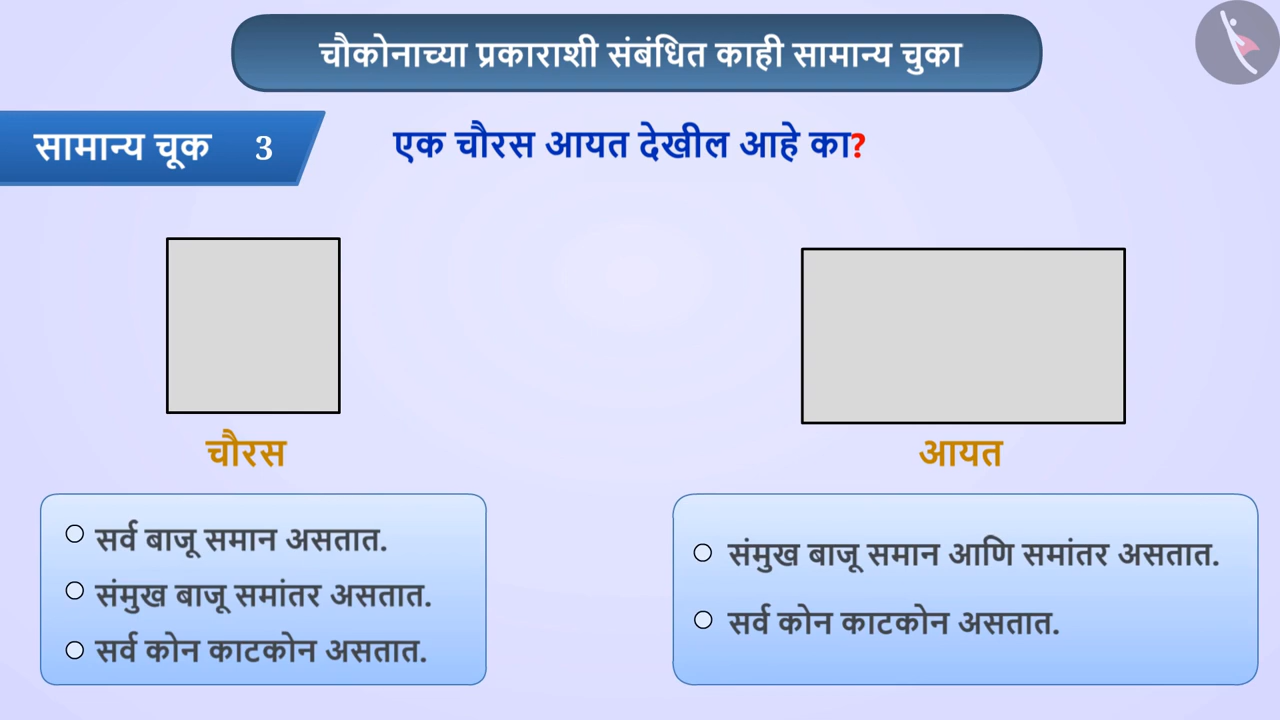 चौकोनाच्या प्रकाराशी संबंधित काही सामान्य चुका
सामान्य चूक 3
एक चौरस आयत देखील आहे का?
चौरस
आयत
सर्व बाजू समान असतात.
संमुख बाजू समांतर असतात.
सर्व कोन काटकोन असतात.
संमुख बाजू समान आणि समांतर असतात.
सर्व कोन काटकोन असतात.